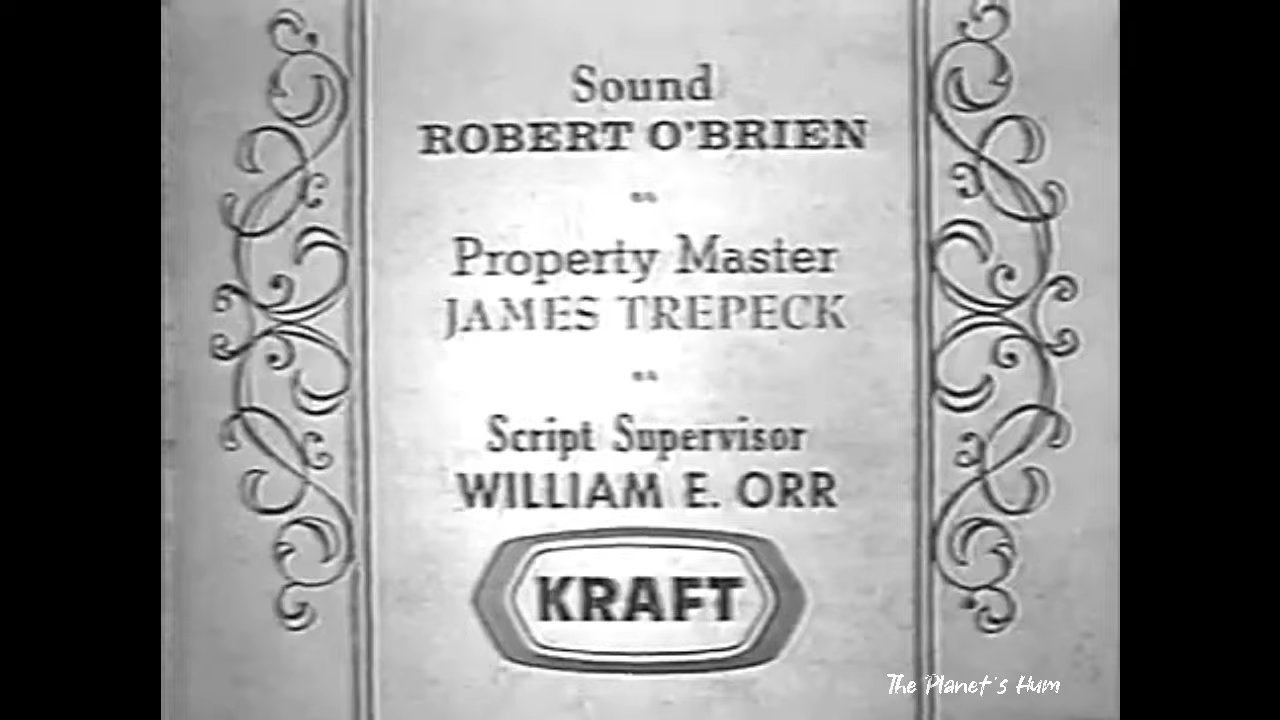 Sound
ROBERT O'BRIEN
Property Master
JAMES TREPECK
Script Supervisor
WILLIAM E. ORR
KRAFT
The Planet's Hum